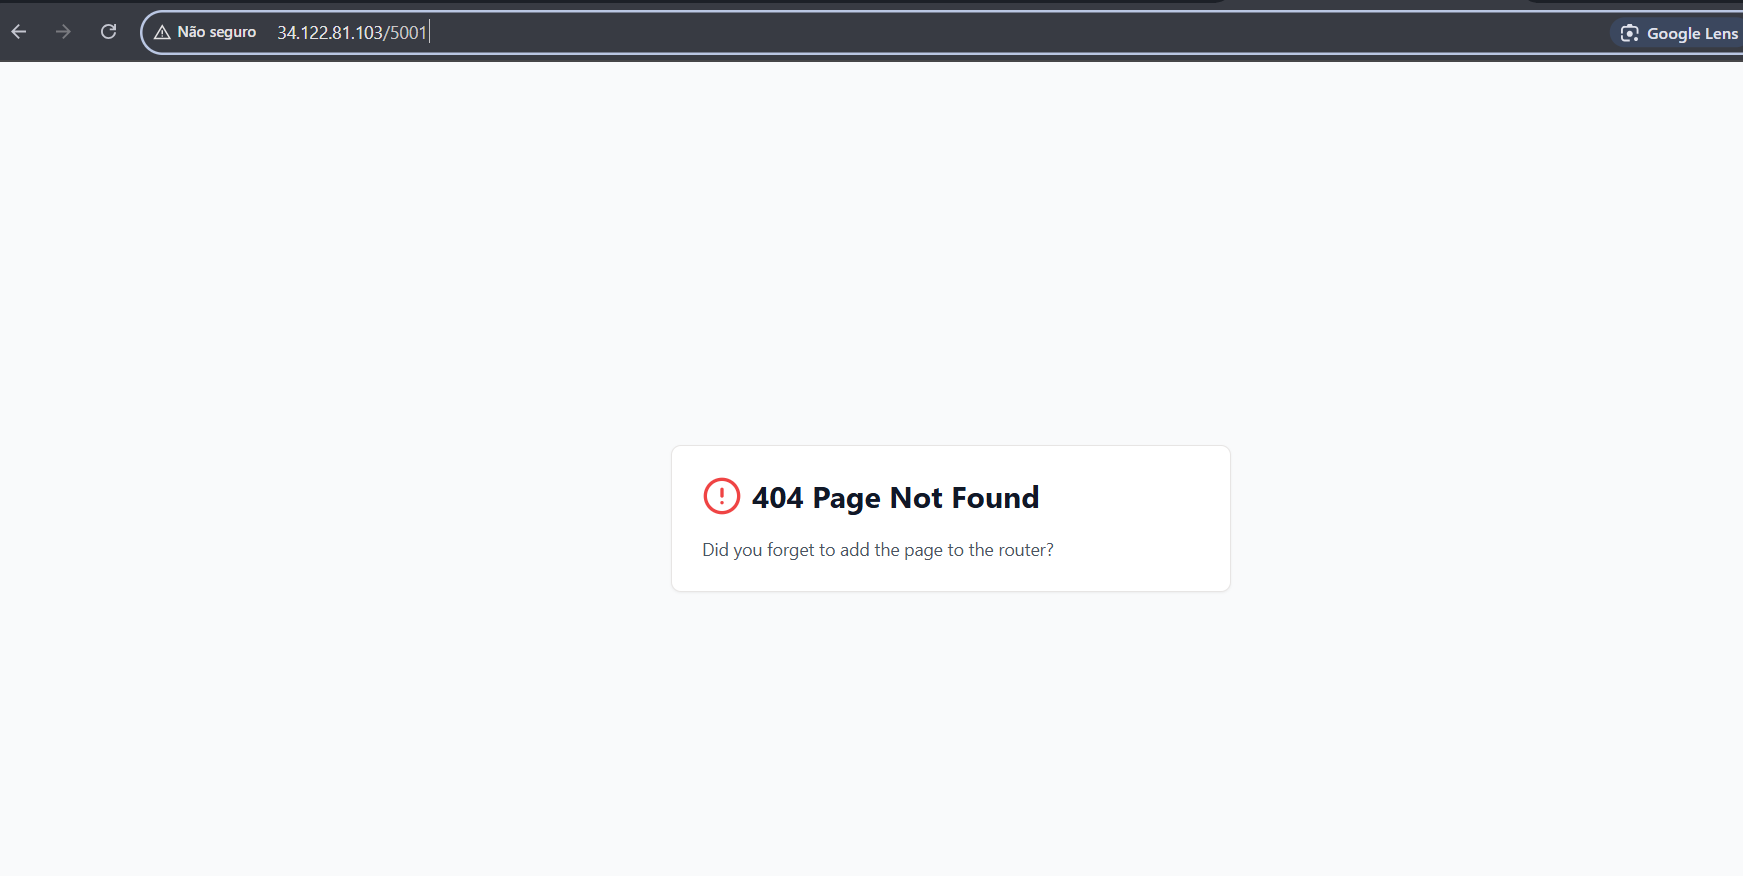 Não seguro 34.122.81.103/5001 Google Lens
404 Page Not Found
Did you forget to add the page to the router?